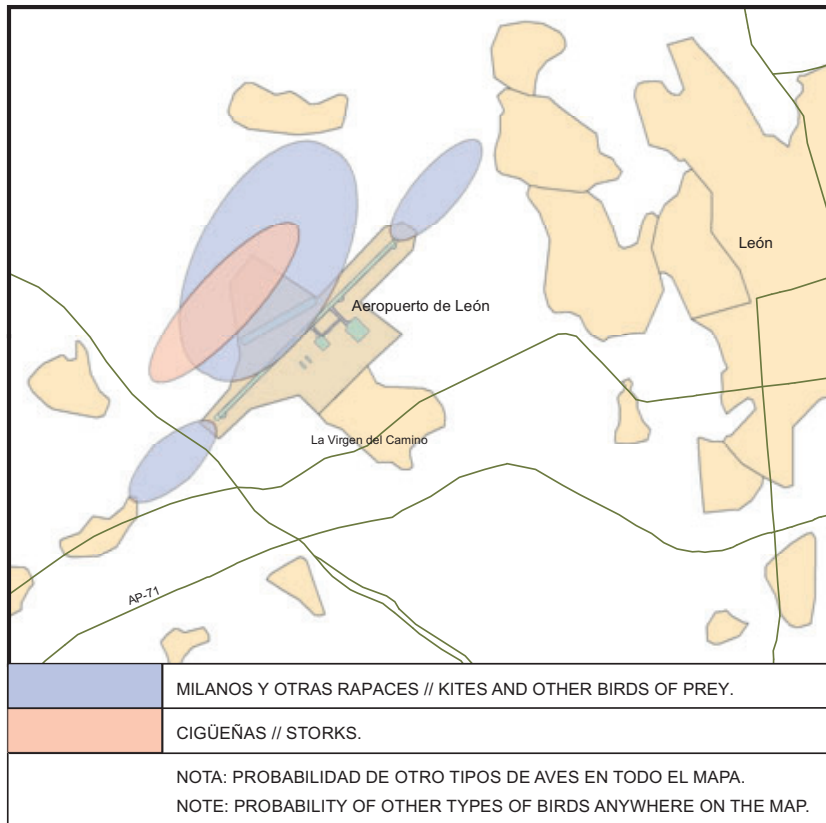 León
Aeropuerto de León
La Virgen del Camino
AP-71
MILANOS Y OTRAS RAPACES // KITES AND OTHER BIRDS OF PREY.
CIGÜEÑAS // STORKS.
NOTA: PROBABILIDAD DE OTRO TIPOS DE AVES EN TODO EL MAPA.
NOTE: PROBABILITY OF OTHER TYPES OF BIRDS ANYWHERE ON THE MAP.